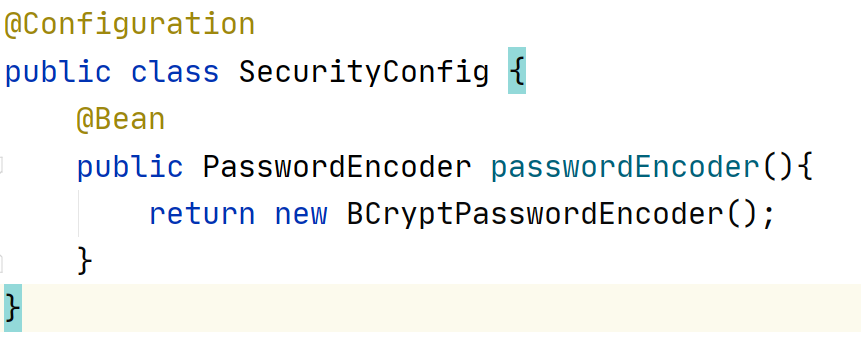 @Configuration
public class SecurityConfig {
    @Bean
    public PasswordEncoder passwordEncoder(){
        return new BCryptPasswordEncoder();
    }
}